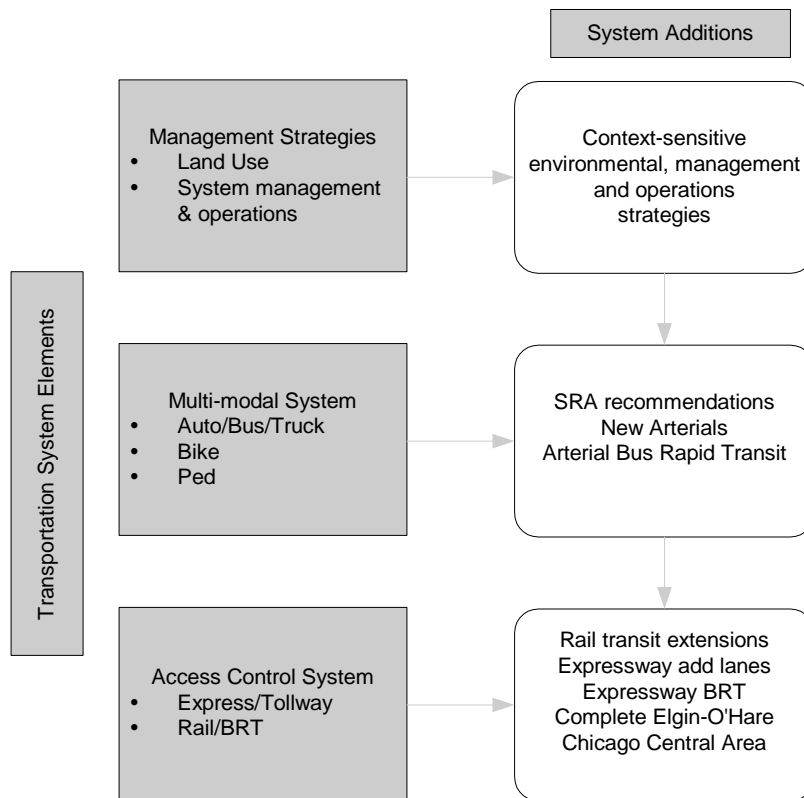 System Additions
Management Strategies
• Land Use
• System management
& operations
Context-sensitive
environmental, management
and operations
strategies
Transportation System Elements
Multi-modal System
• Auto/Bus/Truck
• Bike
• Ped
SRA recommendations
New Arterials
Arterial Bus Rapid Transit
Access Control System
• Express/Tollway
• Rail/BRT
Rail transit extensions
Expressway add lanes
Expressway BRT
Complete Elgin-O'Hare
Chicago Central Area